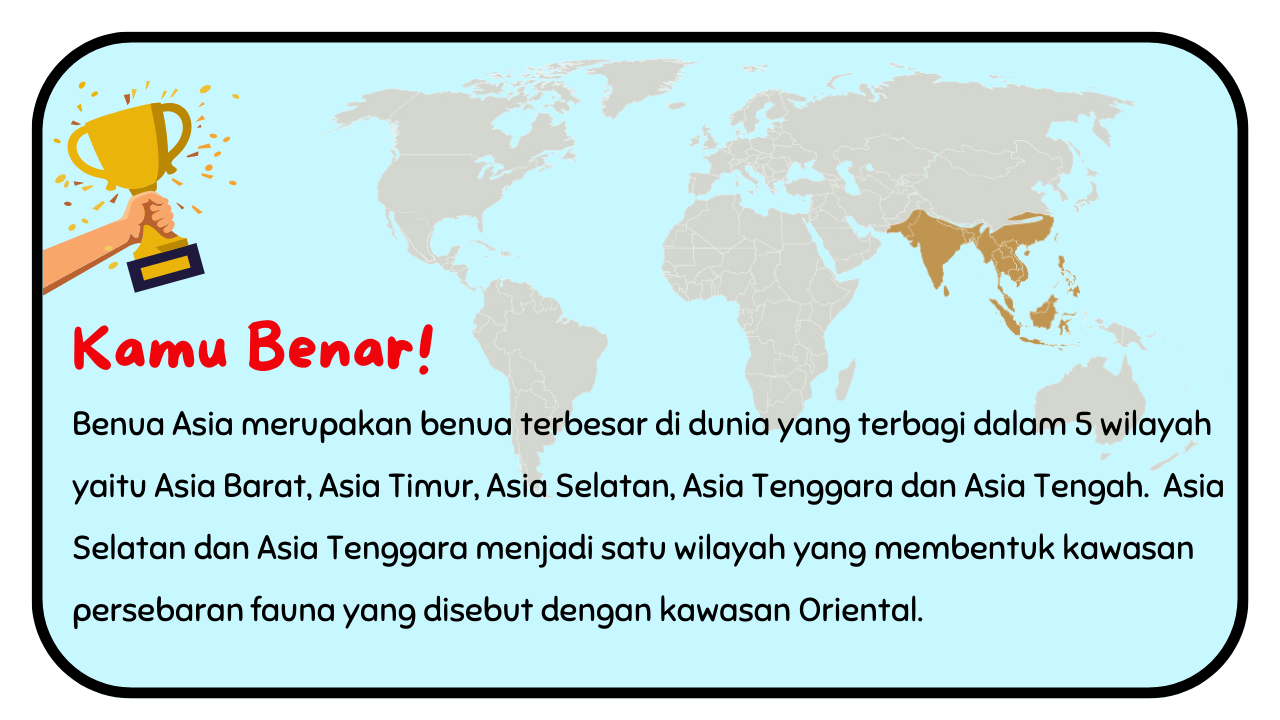 Kamu Benar!
Benua Asia merupakan benua terbesar di dunia yang terbagi dalam 5 wilayah
yaitu Asia Barat, Asia Timur, Asia Selatan, Asia Tenggara dan Asia Tengah.  Asia
Selatan dan Asia Tenggara menjadi satu wilayah yang membentuk kawasan
persebaran fauna yang disebut dengan kawasan Oriental.